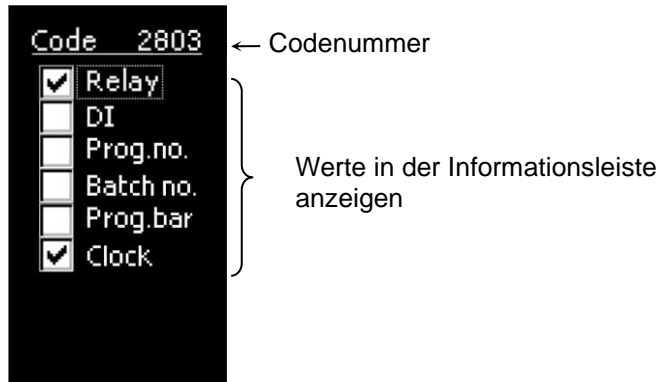 Code 2803
← Codenummer
Relay
DI
Prog.no.
Batch no.
Prog.bar
Clock
Werte in der Informationsleiste
anzeigen